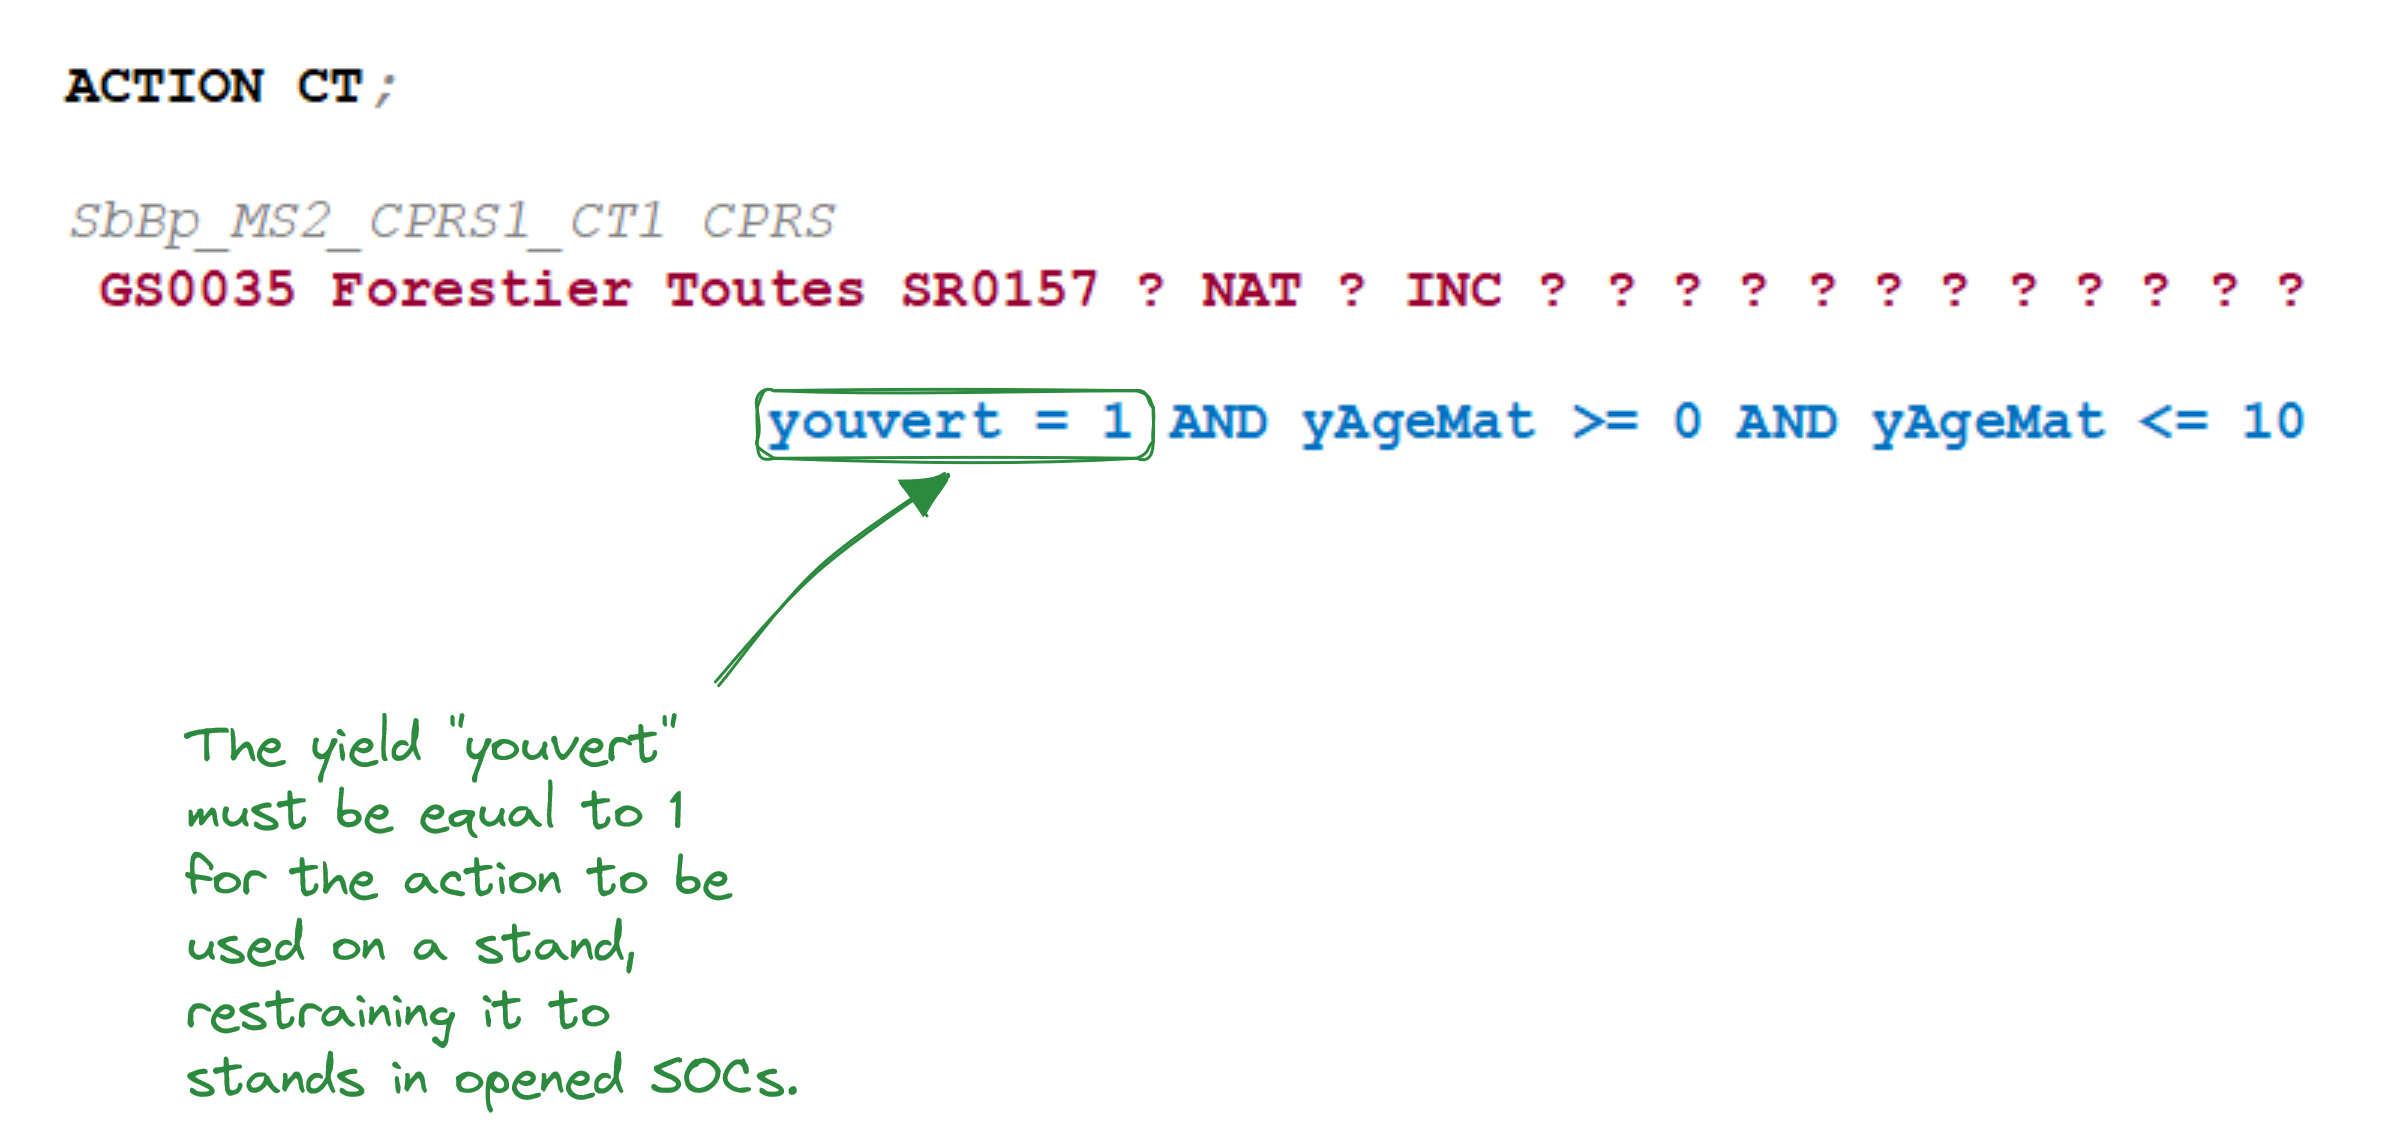 ACTION CT;
SbBp_MS2_CPRS1_CT1 CPRS
GS0035 Forestier Toutes SR0157 ? NAT ? INC ? ? ? ? ? ? ? ? ? ? ? ?
youvert = 1 AND yAgeMat >= 0 AND yAgeMat <= 10
The yield "youvert"
must be equal to 1
for the action to be
used on a stand,
restraining it to
stands in opened SOCs.